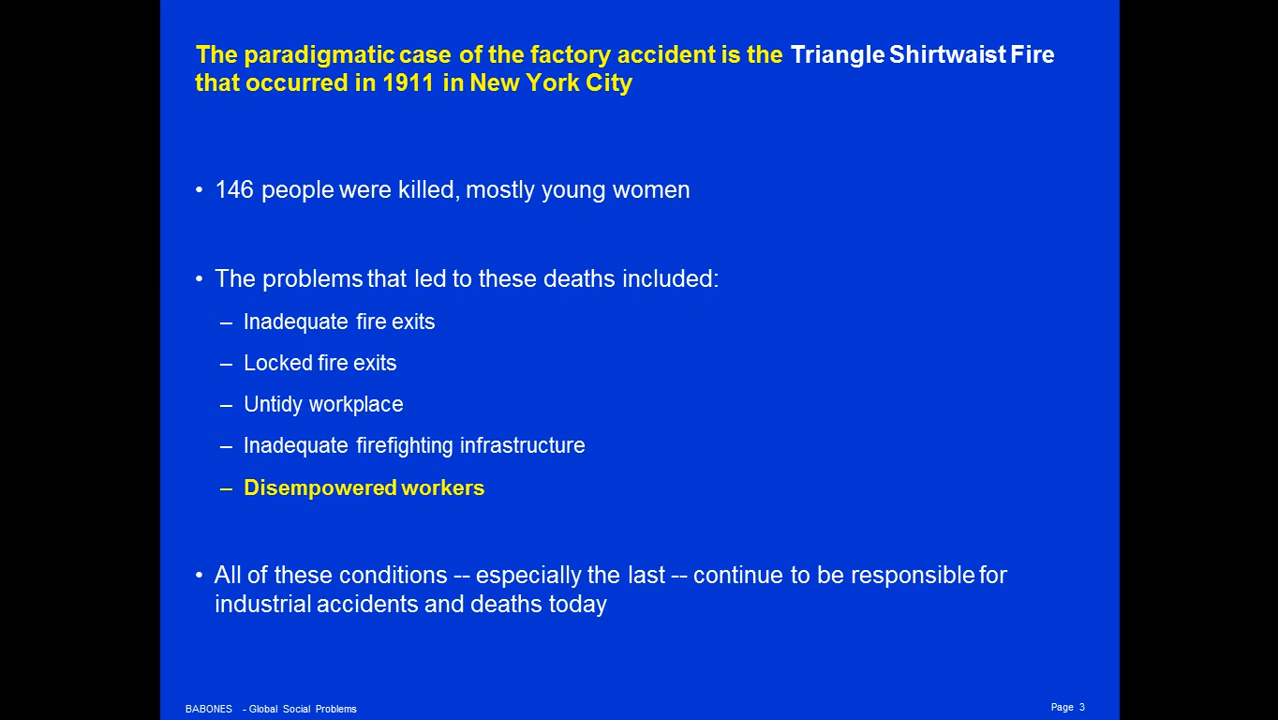 The paradigmatic case of the factory accident is the Triangle Shirtwaist Fire
that occurred in 1911 in New York City
• 146 people were killed, mostly young women
• The problems that led to these deaths included:
– Inadequate fire exits
– Locked fire exits
– Untidy workplace
– Inadequate firefighting infrastructure
– Disempowered workers
• All of these conditions -- especially the last -- continue to be responsible for
industrial accidents and deaths today
BABONES - Global Social Problems
Page 3